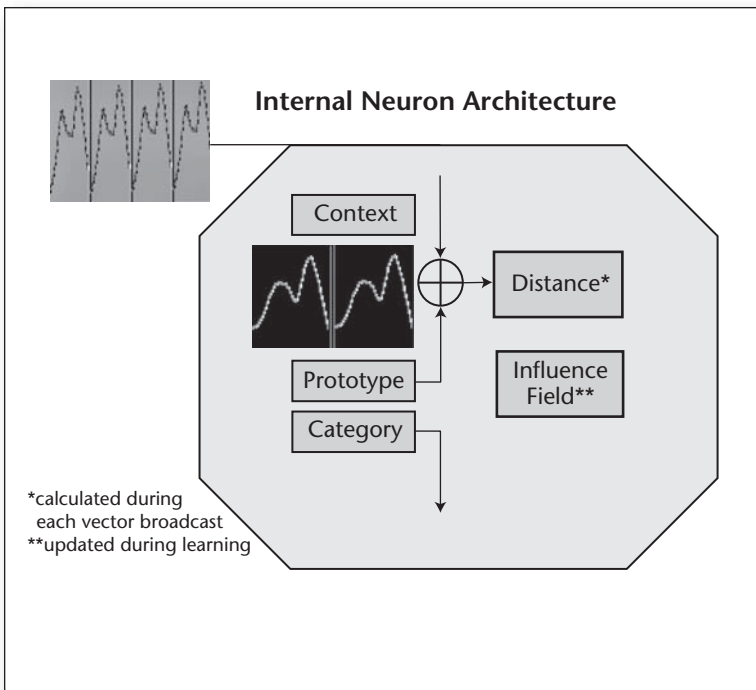 Internal Neuron Architecture
Context
Distance*
Prototype
Influence
Field**
Category
*calculated during
each vector broadcast
**updated during learning